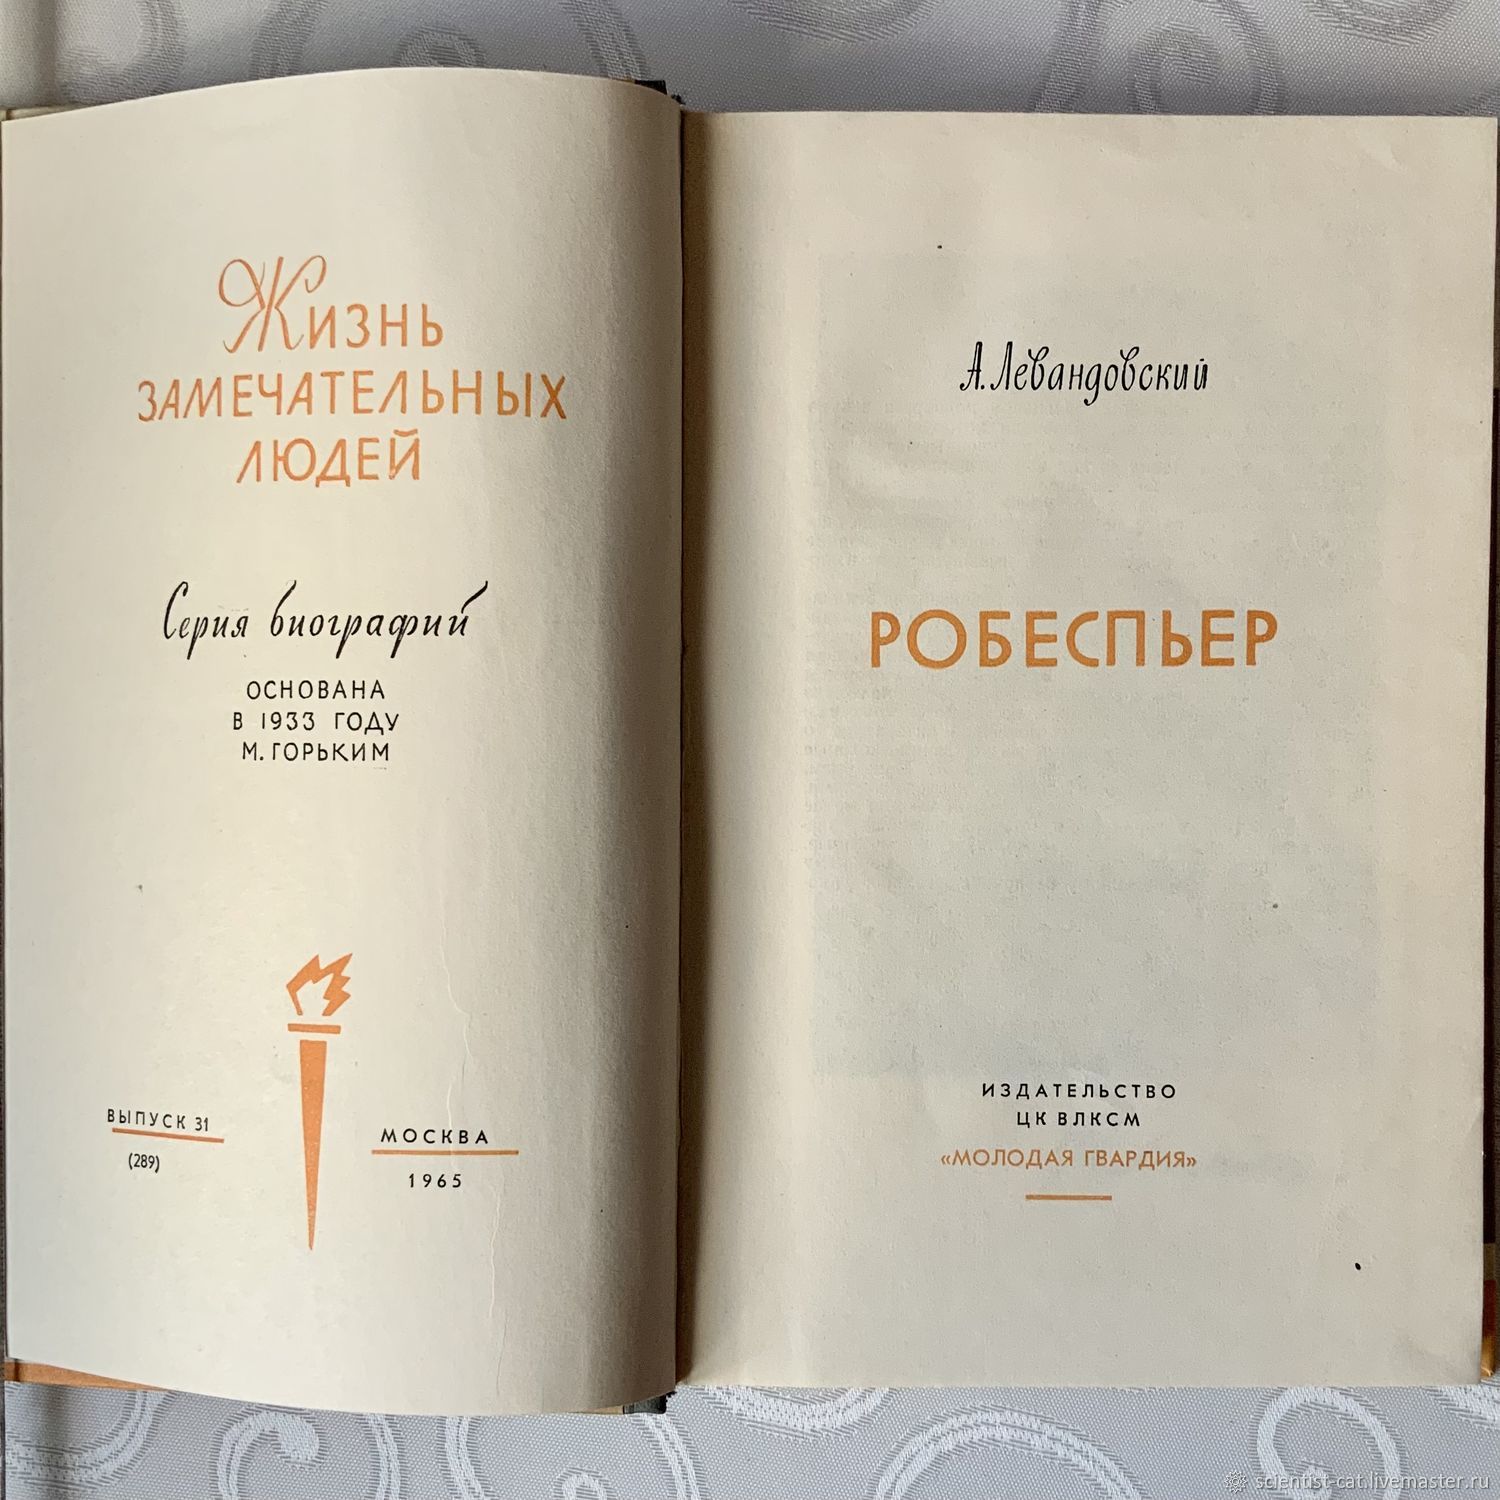 Жизнь
ЗАМЕЧАТЕЛЬНЫХ
ЛЮДЕЙ
Серия биографий
ОСНОВАНА
В 1933 ГОДУ
М. ГОРЬКИМ
ВЫПУСК 31
(289)
МОСКВА
1965
А. Левандовский
РОБЕСПЬЕР
ИЗДАТЕЛЬСТВО
ЦК ВЛКСМ
«МОЛОДАЯ ГВАРДИЯ»
scientist-cat.livemaster.ru